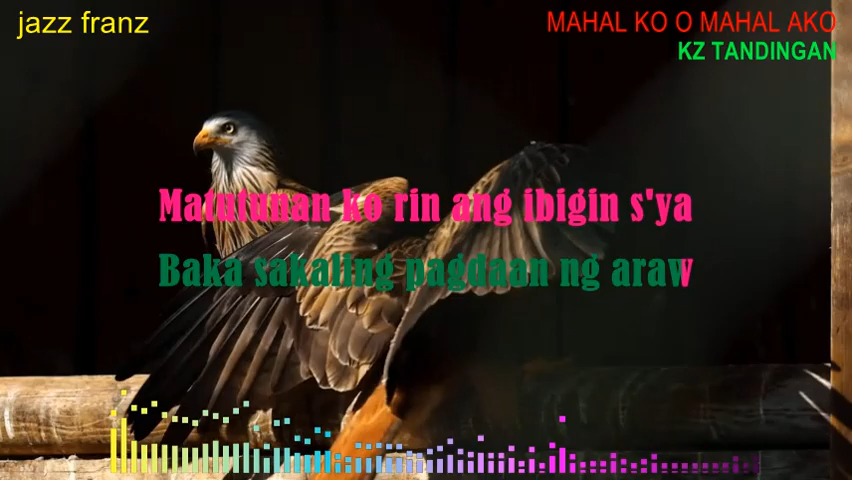 jazz franz
MAHAL KO O MAHAL AKO
KZ TANDINGAN
Matutunan ko rin ang ibigin s'ya
Baka sakaling pagdaan ng araw